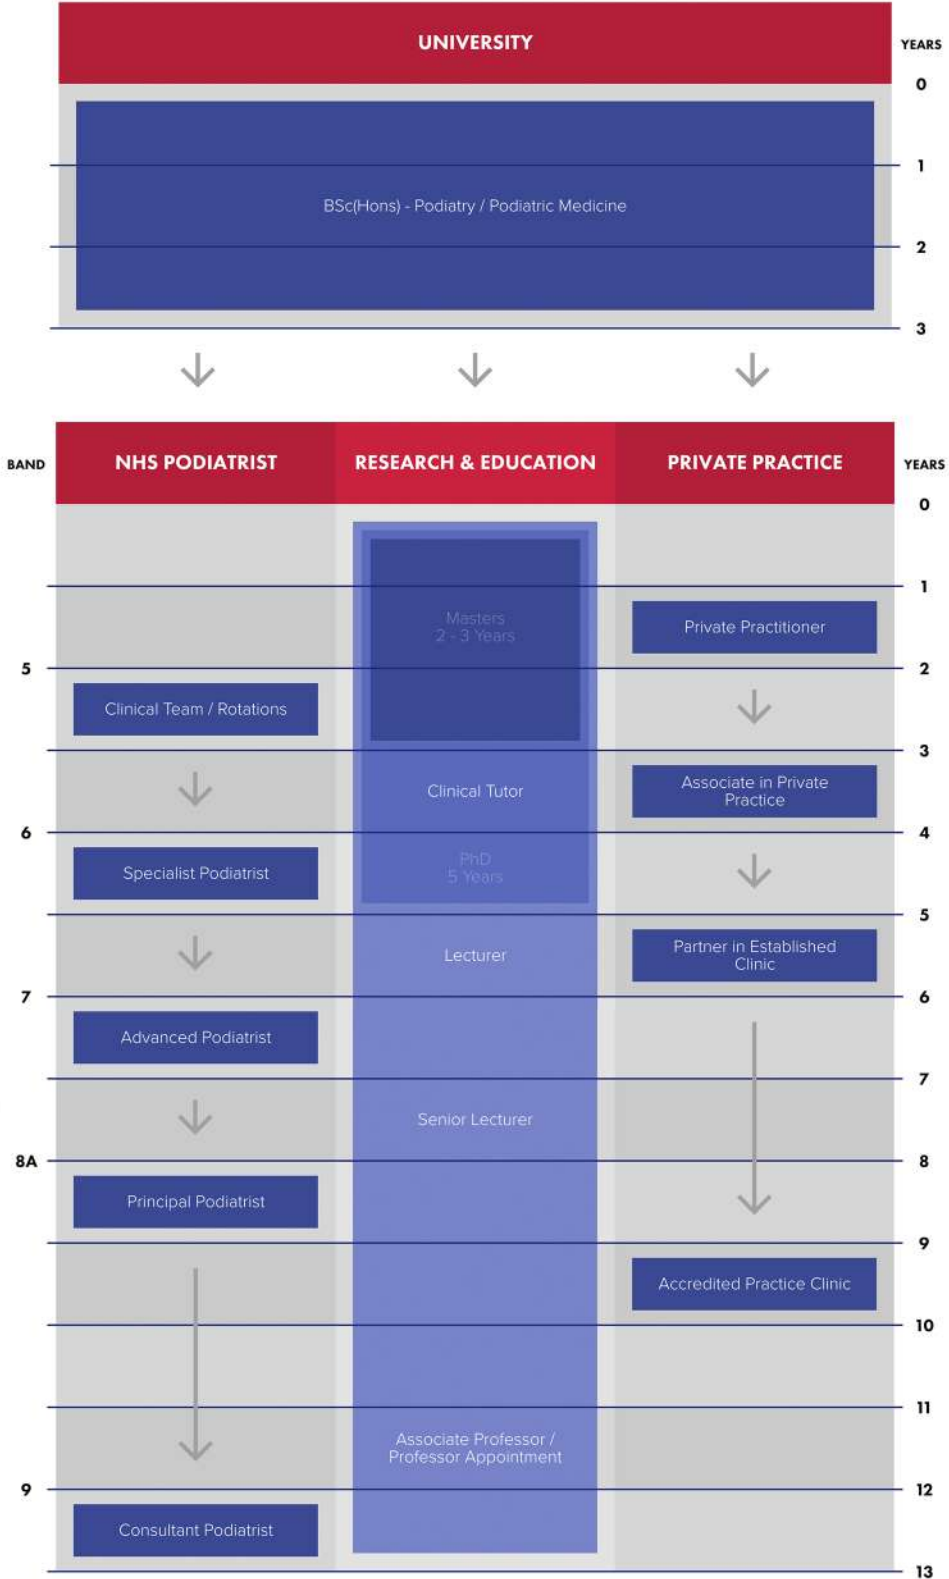 UNIVERSITY
YEARS
0
1
BSc(Hons) - Podiatry / Podiatric Medicine
2
3
BAND
NHS PODIATRIST
RESEARCH & EDUCATION
PRIVATE PRACTICE
YEARS
0
1
Masters
2 - 3 Years
Private Practitioner
5
2
Clinical Team / Rotations
3
Clinical Tutor
Associate in Private
Practice
6
4
PhD
5 Years
Specialist Podiatrist
5
Lecturer
Partner in Established
Clinic
7
6
Advanced Podiatrist
7
Senior Lecturer
8A
8
Principal Podiatrist
9
Accredited Practice Clinic
10
11
Associate Professor /
Professor Appointment
9
12
Consultant Podiatrist
13